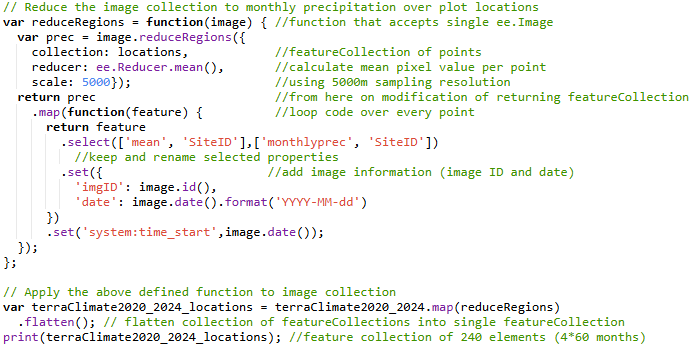 // Reduce the image collection to monthly precipitation over plot locations
var reduceRegions = function(image) { //function that accepts single ee.Image
  var prec = image.reduceRegions({
    collection: locations,            //featureCollection of points
    reducer: ee.Reducer.mean(),       //calculate mean pixel value per point
    scale: 5000});                    //using 5000m sampling resolution
  return prec                         //from here on modification of returning featureCollection
    .map(function(feature) {          //loop code over every point
      return feature
        .select(['mean', 'SiteID'],['monthlyprec', 'SiteID'])
          //keep and rename selected properties
        .set({                       //add image information (image ID and date)
          'imgID': image.id(),
          'date': image.date().format('YYYY-MM-dd')
      })
      .set('system:time_start',image.date());
  });
};
// Apply the above defined function to image collection
var terraClimate2020_2024_locations = terraClimate2020_2024.map(reduceRegions)
  .flatten(); // flatten collection of featureCollections into single featureCollection
print(terraClimate2020_2024_locations); //feature collection of 240 elements (4*60 months)